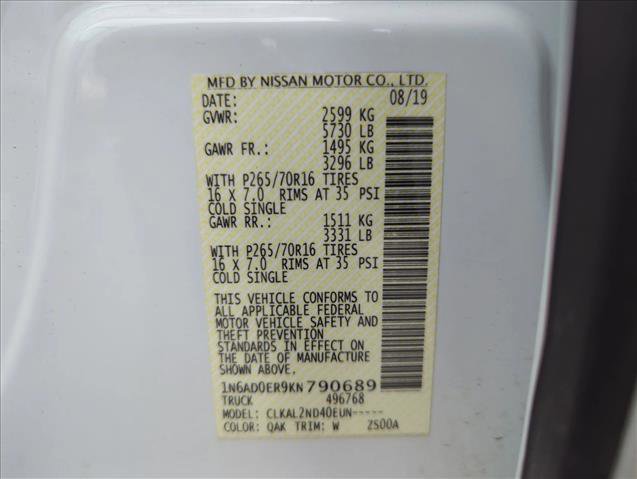 MFD BY NISSAN MOTOR CO., LTD.
DATE: 08/19
GVWR: 2599 KG
5730 LB
GAWR FR.: 1495 KG
3296 LB
WITH P265/70R16 TIRES
16 X 7.0 RIMS AT 35 PSI
COLD SINGLE
GAWR RR.: 1511 KG
3331 LB
WITH P265/70R16 TIRES
16 X 7.0 RIMS AT 35 PSI
COLD SINGLE
THIS VEHICLE CONFORMS TO
ALL APPLICABLE FEDERAL
MOTOR VEHICLE SAFETY AND
THEFT PREVENTION
STANDARDS IN EFFECT ON
THE DATE OF MANUFACTURE
SHOWN ABOVE.
1N6AD0ER9KN790689
TRUCK 496768
MODEL: CLKAL2ND40EUN-----
COLOR: QAK TRIM: W ZS00A